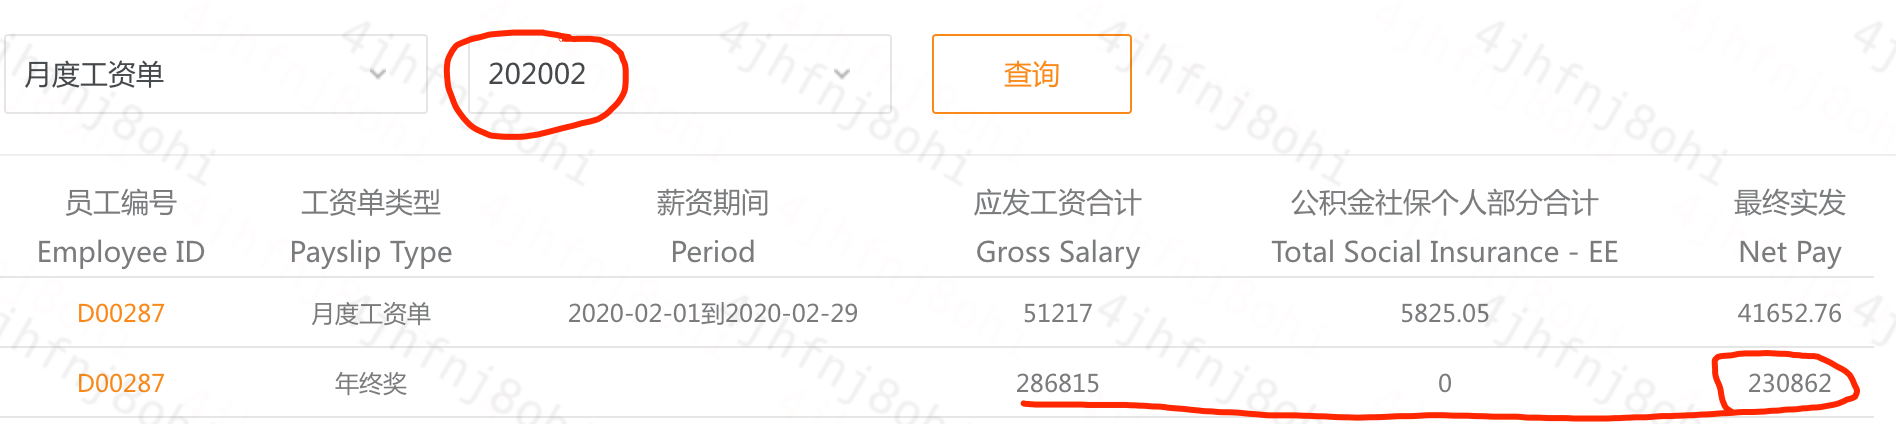 月度工资单 202002 查询
员工编号 工资单类型 薪资期间 应发工资合计 公积金社保个人部分合计 最终实发
Employee ID Payslip Type Period Gross Salary Total Social Insurance - EE Net Pay
D00287 月度工资单 2020-02-01到2020-02-29 51217 5825.05 41652.76
D00287 年终奖 286815 0 230862
4jhfnj8ohi